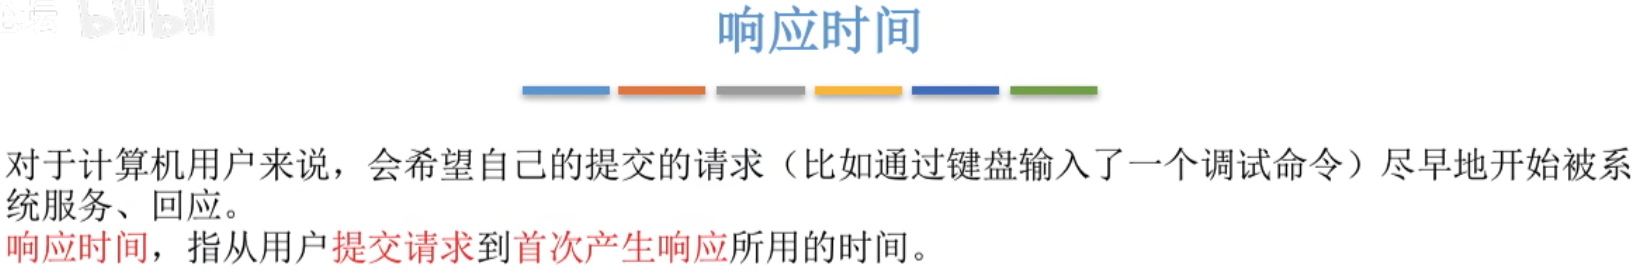 bilibili
响应时间
对于计算机用户来说，会希望自己的提交的请求（比如通过键盘输入了一个调试命令）尽早地开始被系
统服务、回应。
响应时间，指从用户提交请求到首次产生响应所用的时间。